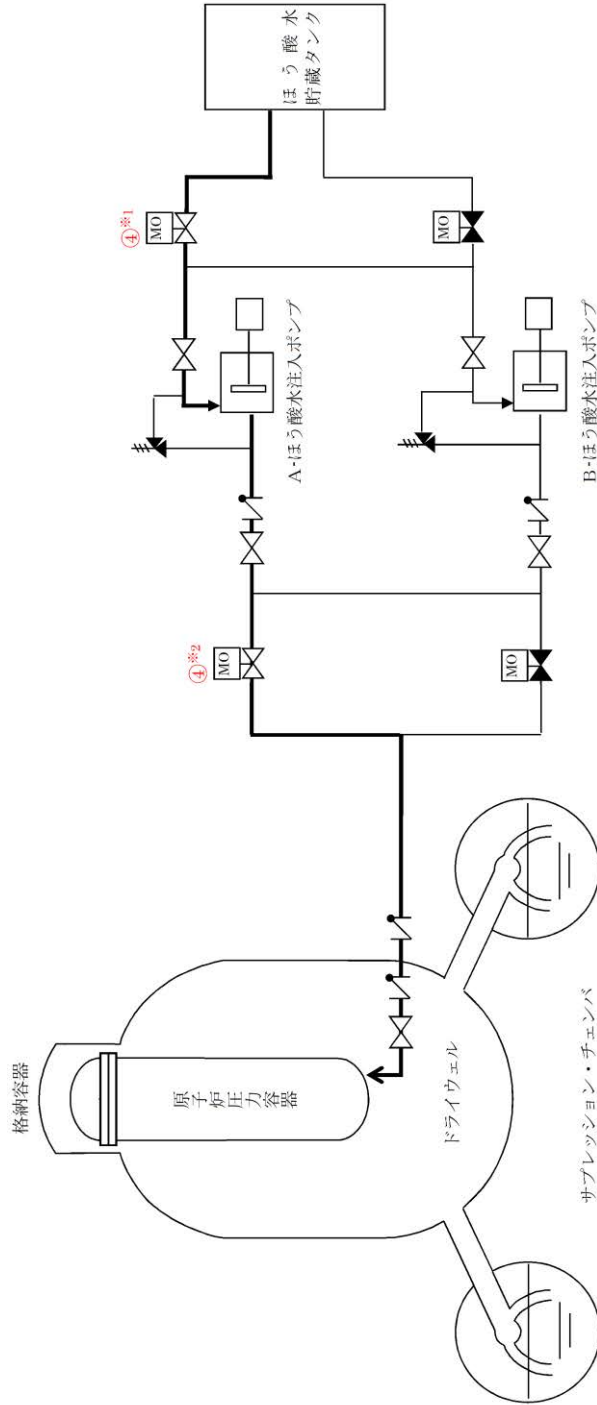 格納容器
原子炉圧力容器
ドライウェル
サプレッション・チェンバ
④※2
MO
MO
A-ほう酸水注入ポンプ
B-ほう酸水注入ポンプ
④※1
MO
MO
ほう酸水
貯蔵タンク